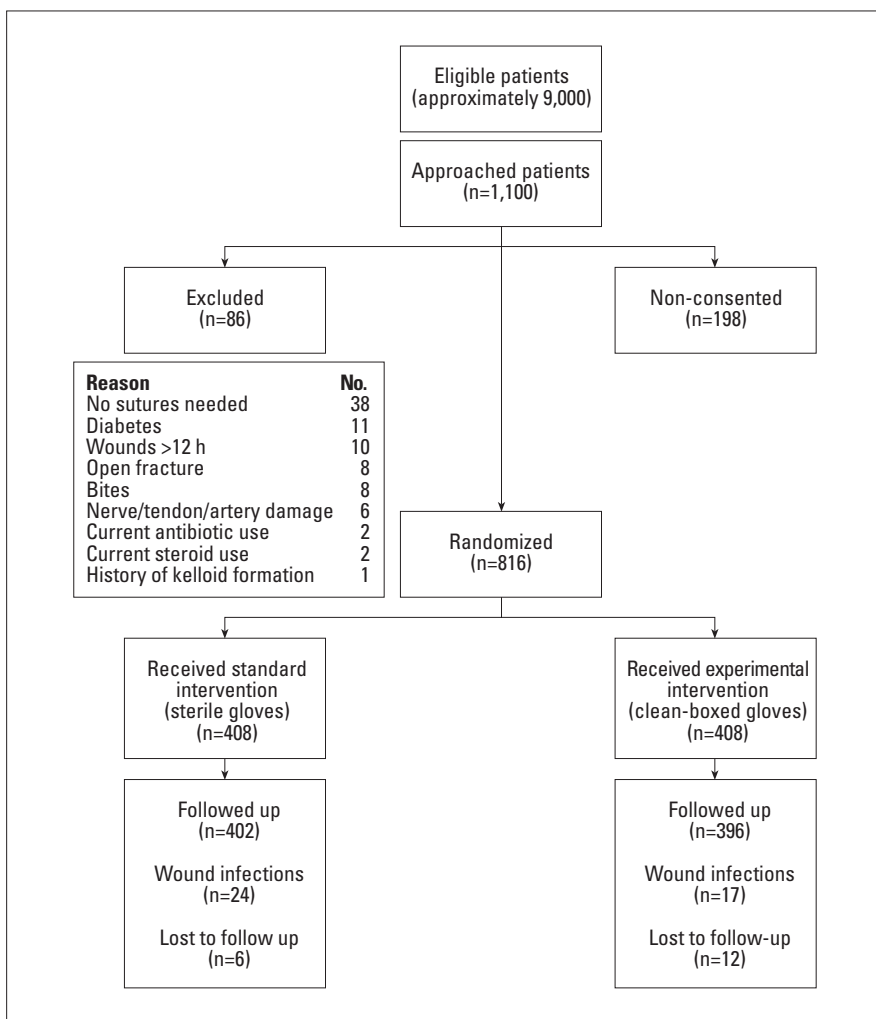 Eligible patients
(approximately 9,000)
Approached patients
(n=1,100)
Excluded
(n=86)
Non-consented
(n=198)
Reason No.
No sutures needed 38
Diabetes 11
Wounds >12 h 10
Open fracture 8
Bites 8
Nerve/tendon/artery damage 6
Current antibiotic use 2
Current steroid use 2
History of kelloid formation 1
Randomized
(n=816)
Received standard
intervention
(sterile gloves)
(n=408)
Received experimental
intervention
(clean-boxed gloves)
(n=408)
Followed up
(n=402)
Wound infections
(n=24)
Lost to follow up
(n=6)
Followed up
(n=396)
Wound infections
(n=17)
Lost to follow-up
(n=12)